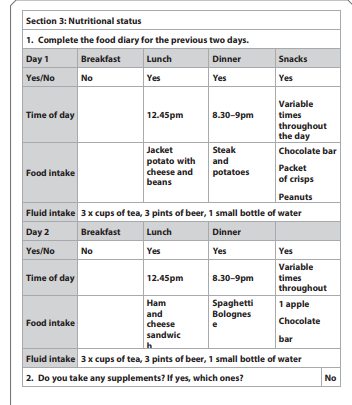 Section 3: Nutritional status
1. Complete the food diary for the previous two days.
Day 1 Breakfast Lunch Dinner Snacks
Yes/No No Yes Yes Yes
Time of day 12.45pm 8.30–9pm Variable
times
throughout
the day
Food intake Jacket
potato with
cheese and
beans
Steak
and
potatoes
Chocolate bar
Packet
of crisps
Peanuts
Fluid intake 3 x cups of tea, 3 pints of beer, 1 small bottle of water
Day 2 Breakfast Lunch Dinner
Yes/No No Yes Yes Yes
Time of day 12.45pm 8.30–9pm Variable
times
throughout
Food intake Ham
and
cheese
sandwic
h
Spaghetti
Bolognes
e
1 apple
Chocolate
bar
Fluid intake 3 x cups of tea, 3 pints of beer, 1 small bottle of water
2. Do you take any supplements? If yes, which ones? No